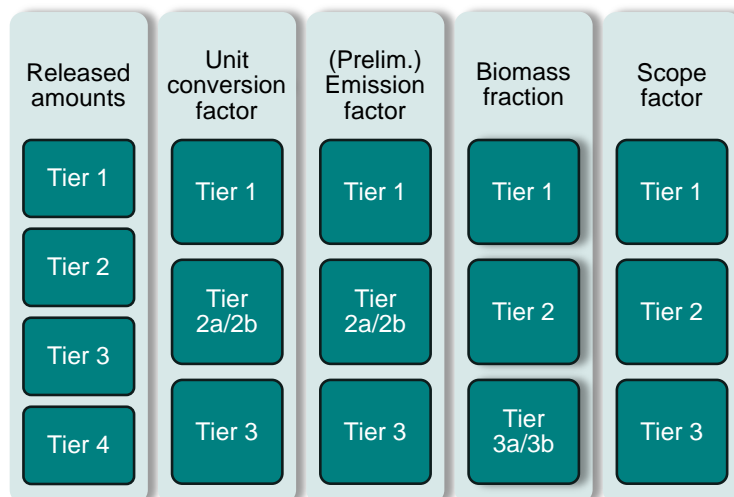 Released
amounts
Tier 1
Tier 2
Tier 3
Tier 4
Unit
conversion
factor
Tier 1
Tier
2a/2b
Tier 3
(Prelim.)
Emission
factor
Tier 1
Tier
2a/2b
Tier 3
Biomass
fraction
Tier 1
Tier 2
Tier
3a/3b
Scope
factor
Tier 1
Tier 2
Tier 3